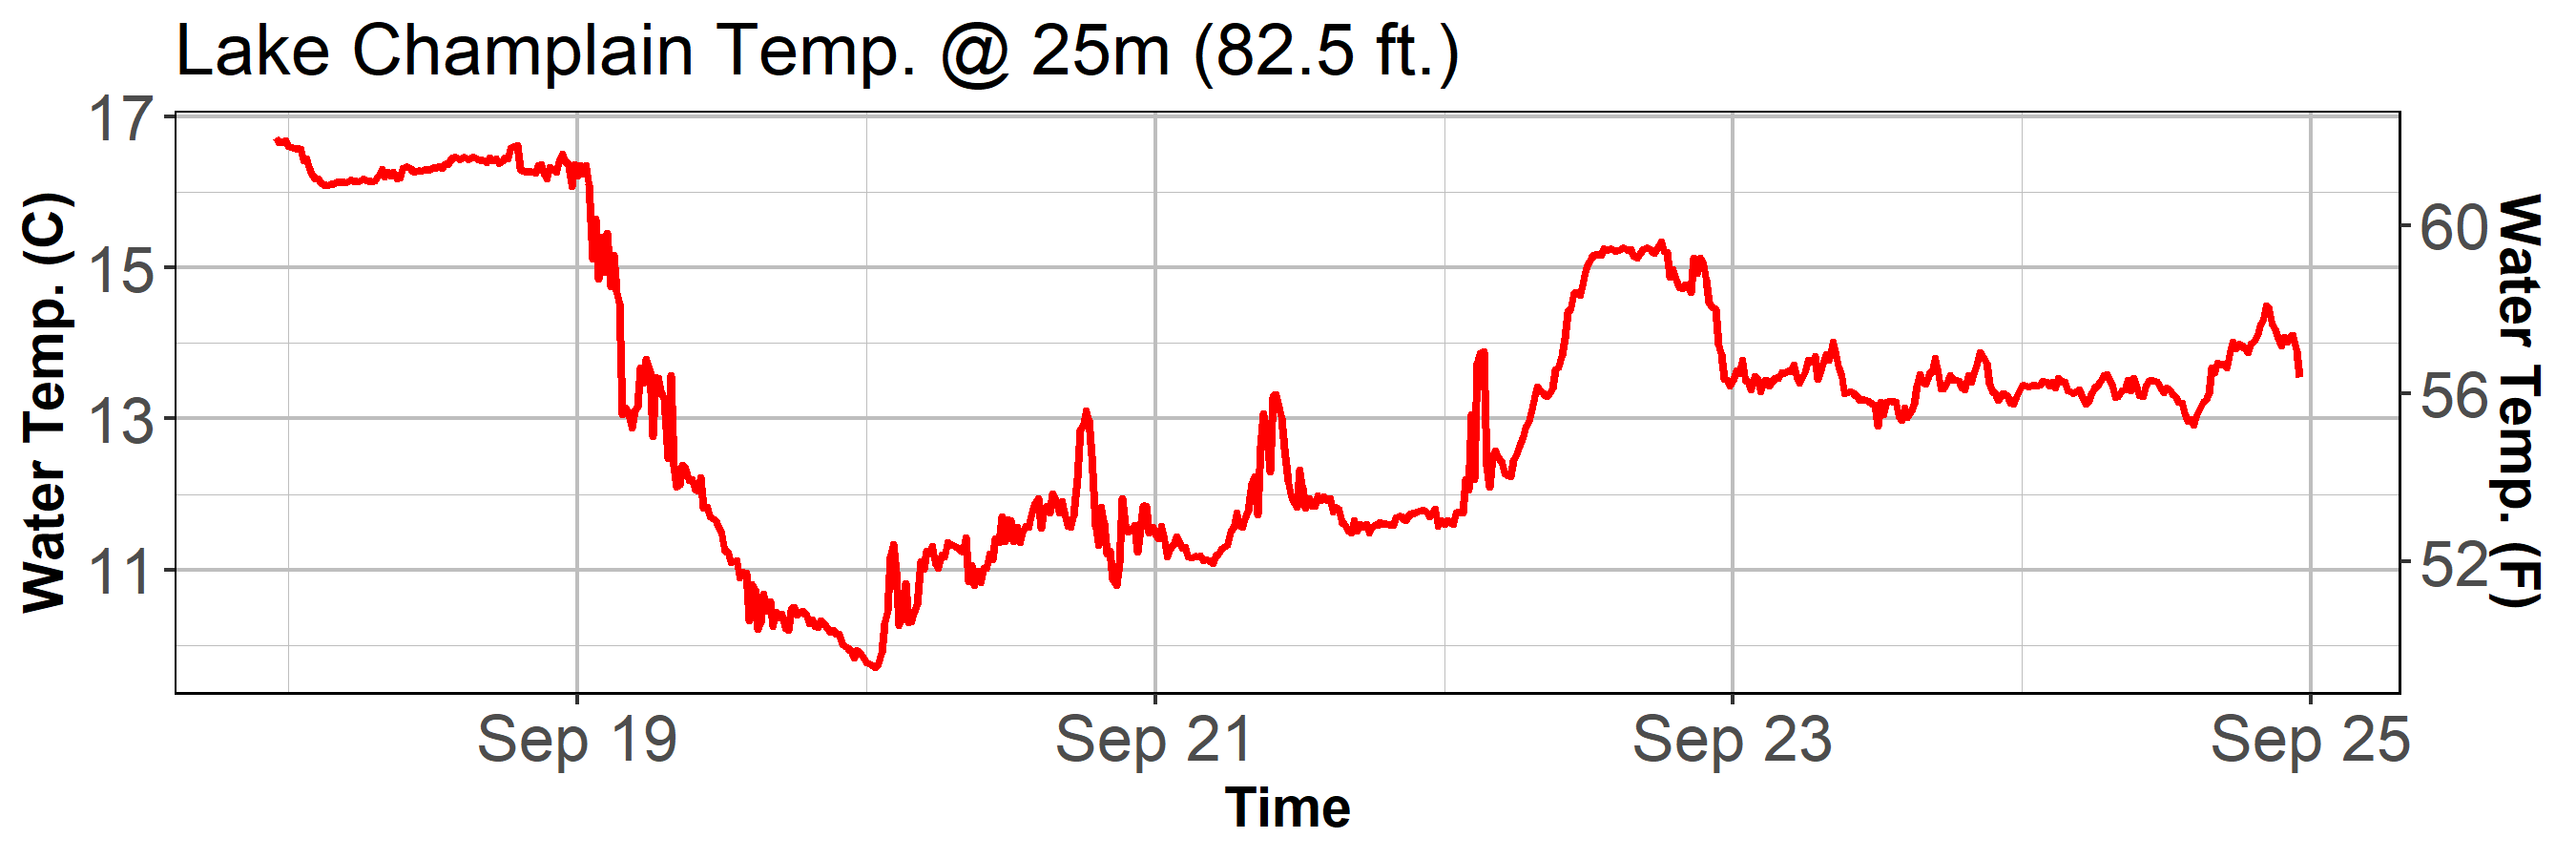 Lake Champlain Temp. @ 25m (82.5 ft.)
Water Temp. (C)
17
15
13
11
60
56
52
Water Temp. (F)
Sep 19
Sep 21
Sep 23
Sep 25
Time